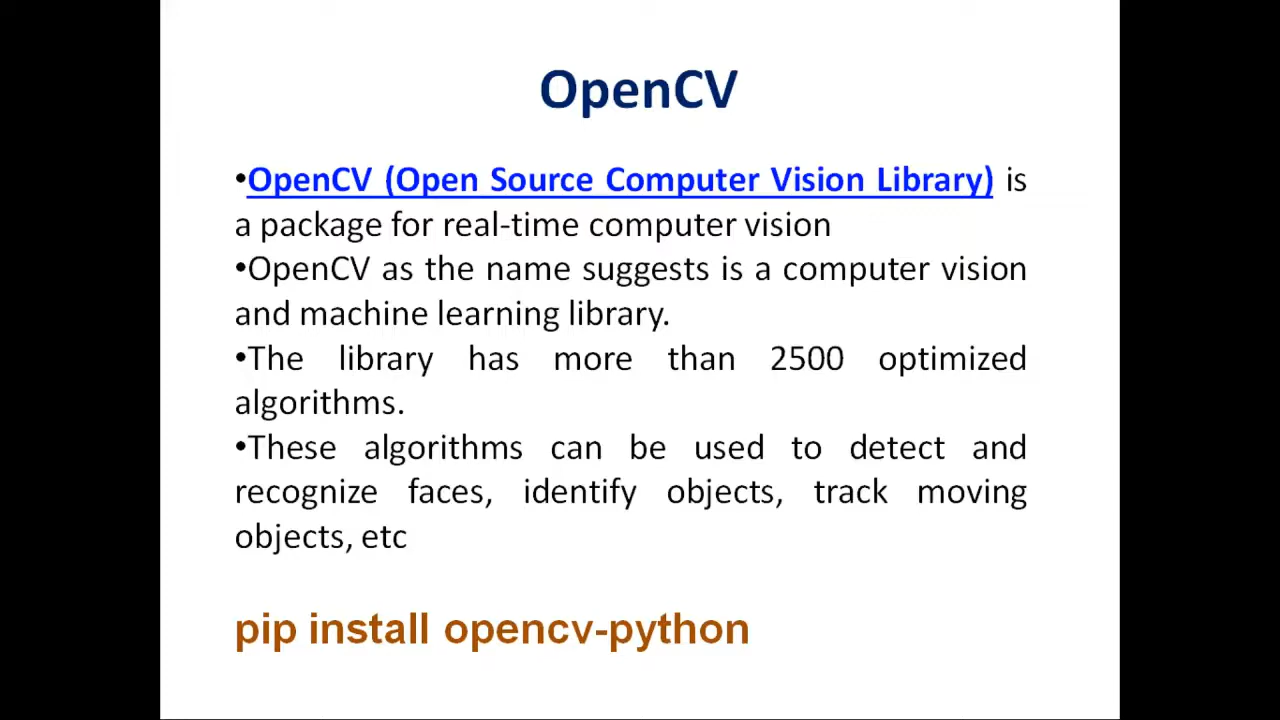 OpenCV
•OpenCV (Open Source Computer Vision Library) is
a package for real-time computer vision
•OpenCV as the name suggests is a computer vision
and machine learning library.
•The library has more than 2500 optimized
algorithms.
•These algorithms can be used to detect and
recognize faces, identify objects, track moving
objects, etc
pip install opencv-python